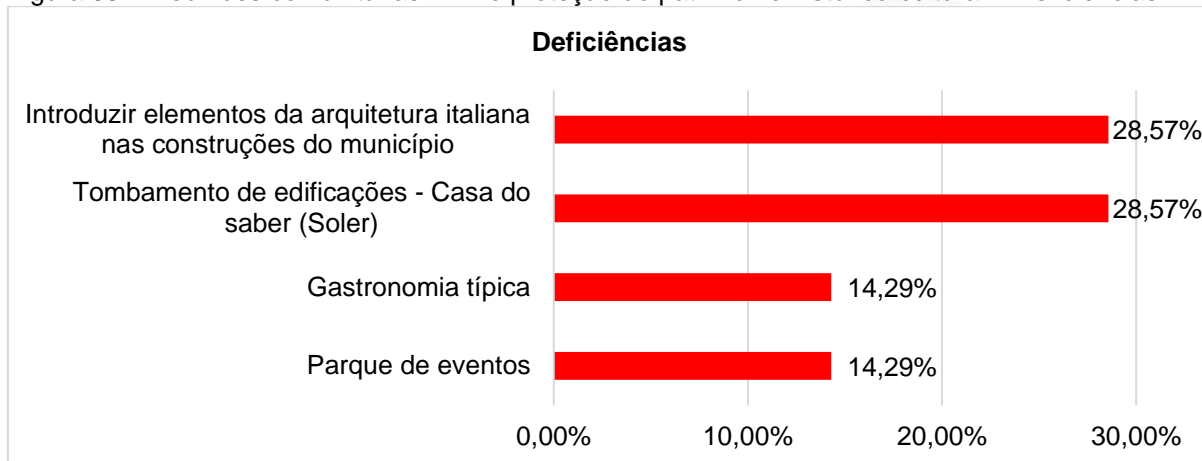 Deficiências
Introduzir elementos da arquitetura italiana
nas construções do município
28,57%
Tombamento de edificações - Casa do
saber (Soler)
28,57%
Gastronomia típica
14,29%
Parque de eventos
14,29%
0,00% 10,00% 20,00% 30,00%